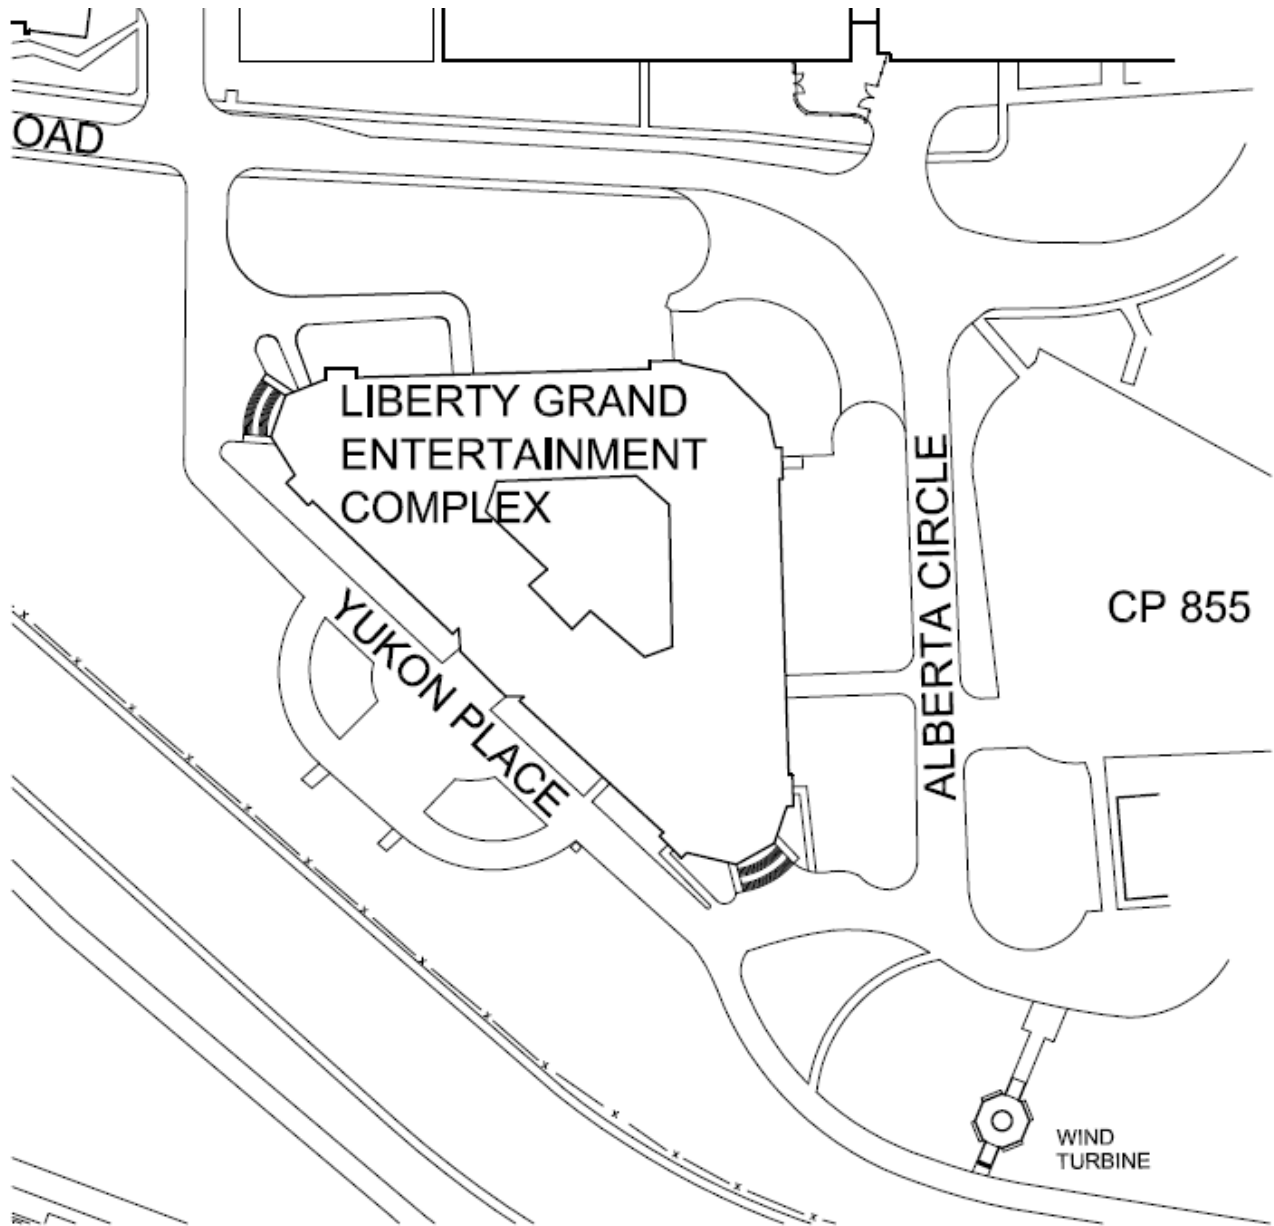 OAD
LIBERTY GRAND
ENTERTAINMENT
COMPLEX
ALBERTA CIRCLE
CP 855
YUKON PLACE
WIND
TURBINE